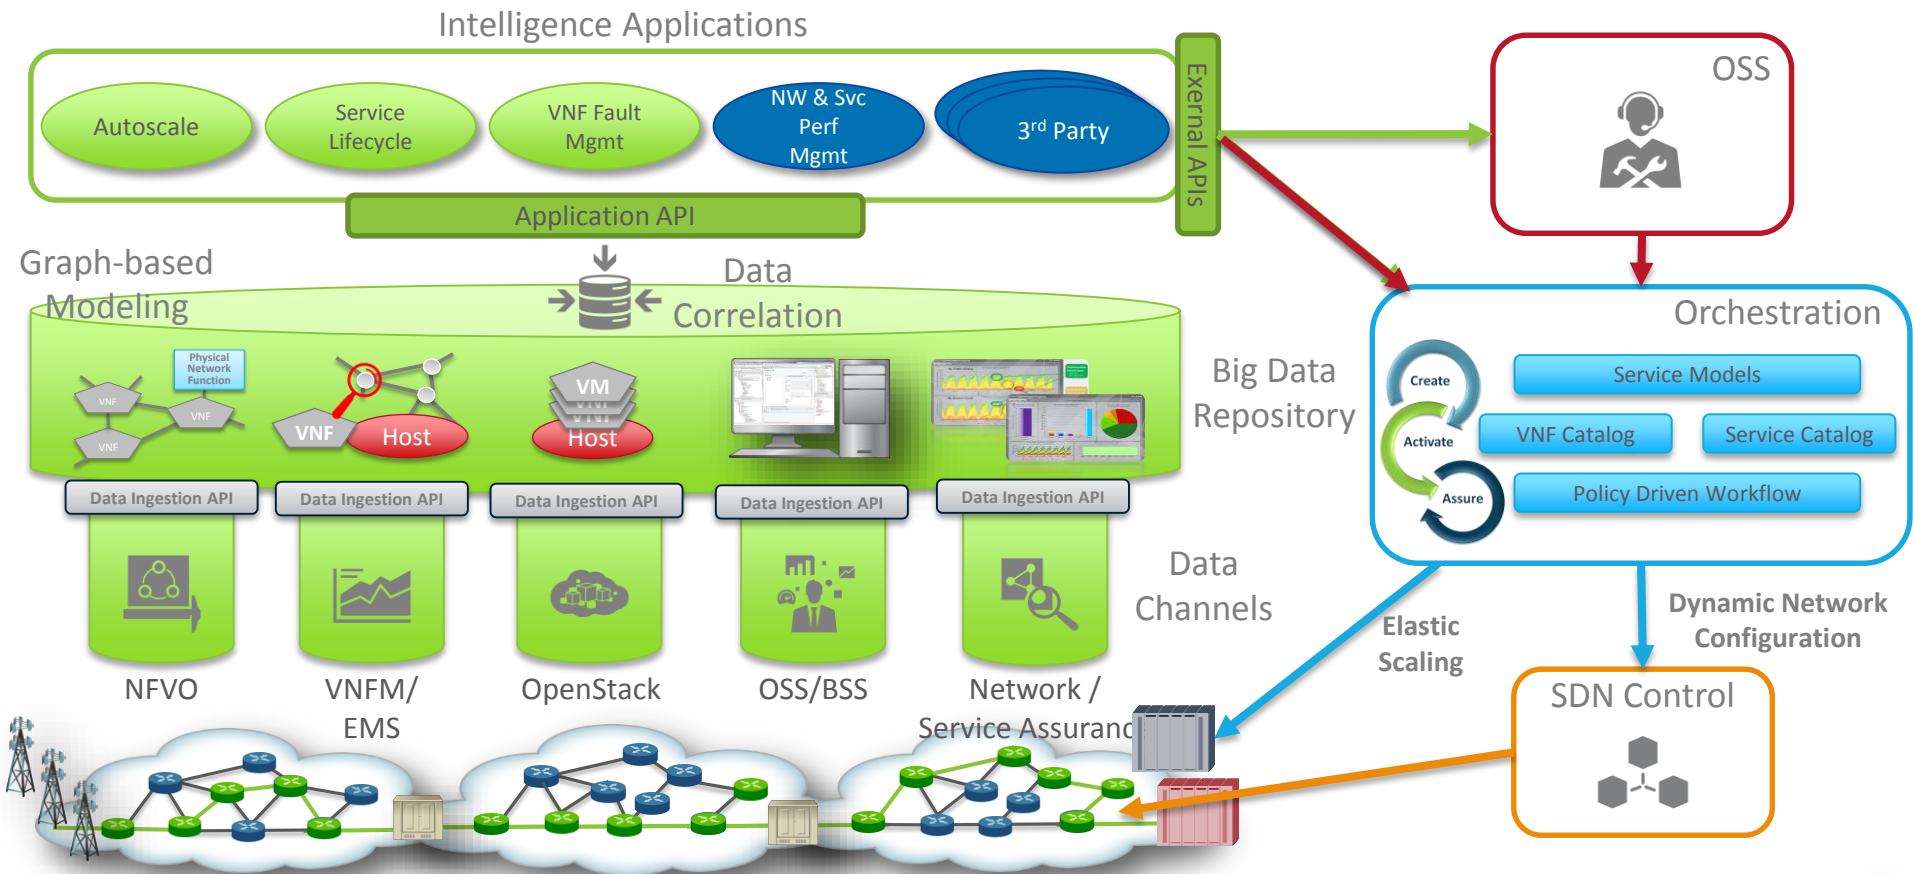 Intelligence Applications
Autoscale
Service
Lifecycle
VNF Fault
Mgmt
NW & Svc
Perf
Mgmt
3rd Party
Exernal APIs
OSS
Application API
Graph-based
Modeling
Data
Correlation
Physical
Network
Function
VNF
VNF
VNF
VNF
Host
VM
VNF
VNF
Host
Big Data
Repository
Orchestration
Create
Activate
Assure
Service Models
VNF Catalog
Service Catalog
Policy Driven Workflow
Data Ingestion API
Data Ingestion API
Data Ingestion API
Data Ingestion API
Data Ingestion API
Data
Channels
Elastic
Scaling
Dynamic Network
Configuration
NFVO
VNFM/
EMS
OpenStack
OSS/BSS
Network /
Service Assuranc
SDN Control